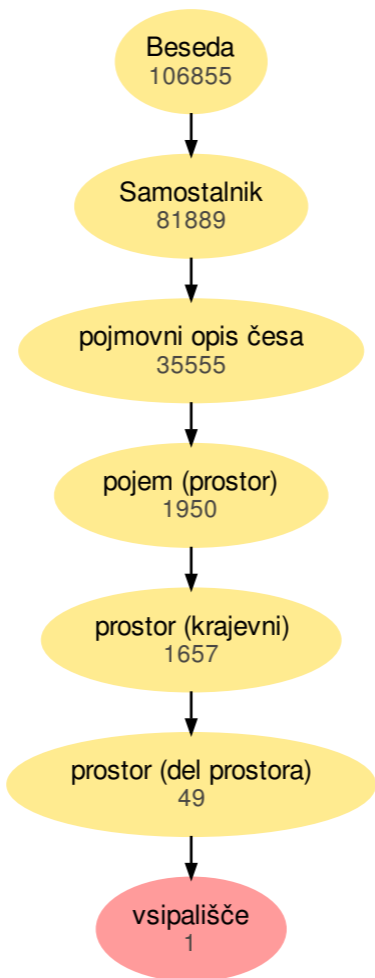 Beseda
106855
Samostalnik
81889
pojmovni opis česa
35555
pojem (prostor)
1950
prostor (krajevni)
1657
prostor (del prostora)
49
vsipališče
1